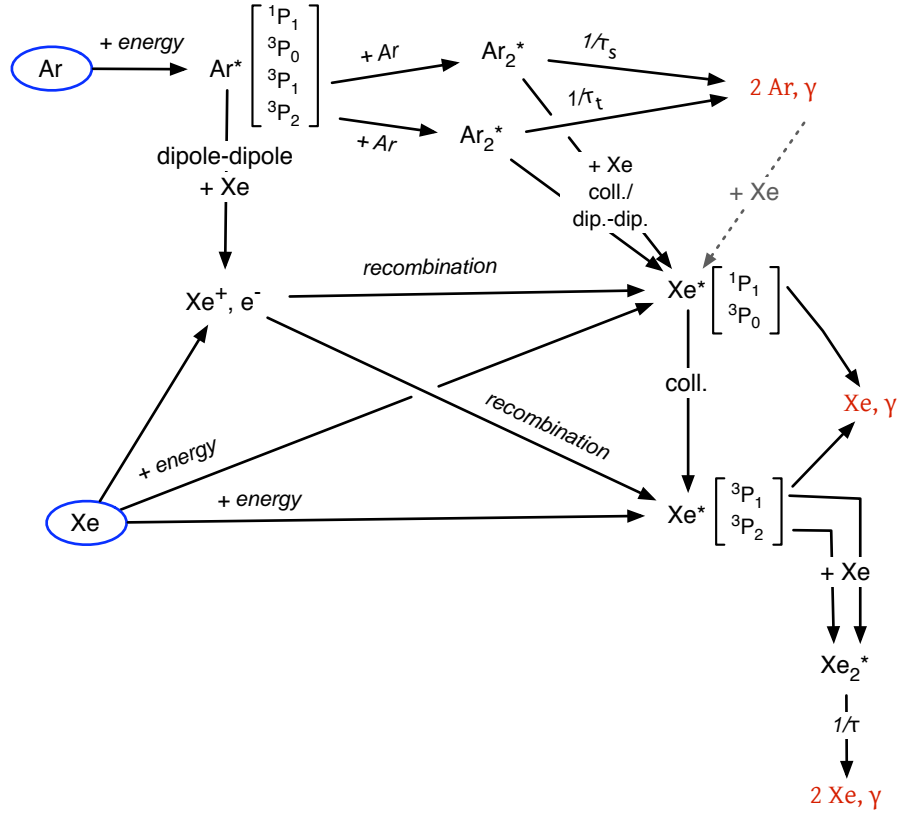 + energy
Ar
Ar*
¹P₁
³P₀
³P₁
³P₂
+ Ar
+ Ar
Ar₂*
Ar₂*
1/τₛ
1/τₜ
2 Ar, γ
dipole-dipole
+ Xe
+ Xe
coll./
dip.-dip.
+ Xe
Xe⁺, e⁻
recombination
Xe*
¹P₁
³P₀
coll.
recombination
Xe, γ
+ energy
+ energy
Xe
Xe*
³P₁
³P₂
+ Xe
Xe₂*
1/τ
2 Xe, γ